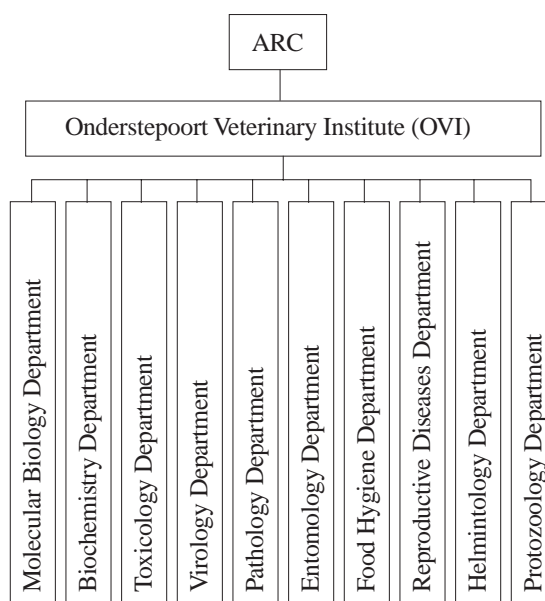 ARC
Onderstepoort Veterinary Institute (OVI)
Molecular Biology Department
Biochemistry Department
Toxicology Department
Virology Department
Pathology Department
Entomology Department
Food Hygiene Department
Reproductive Diseases Department
Helmintology Department
Protozoology Department